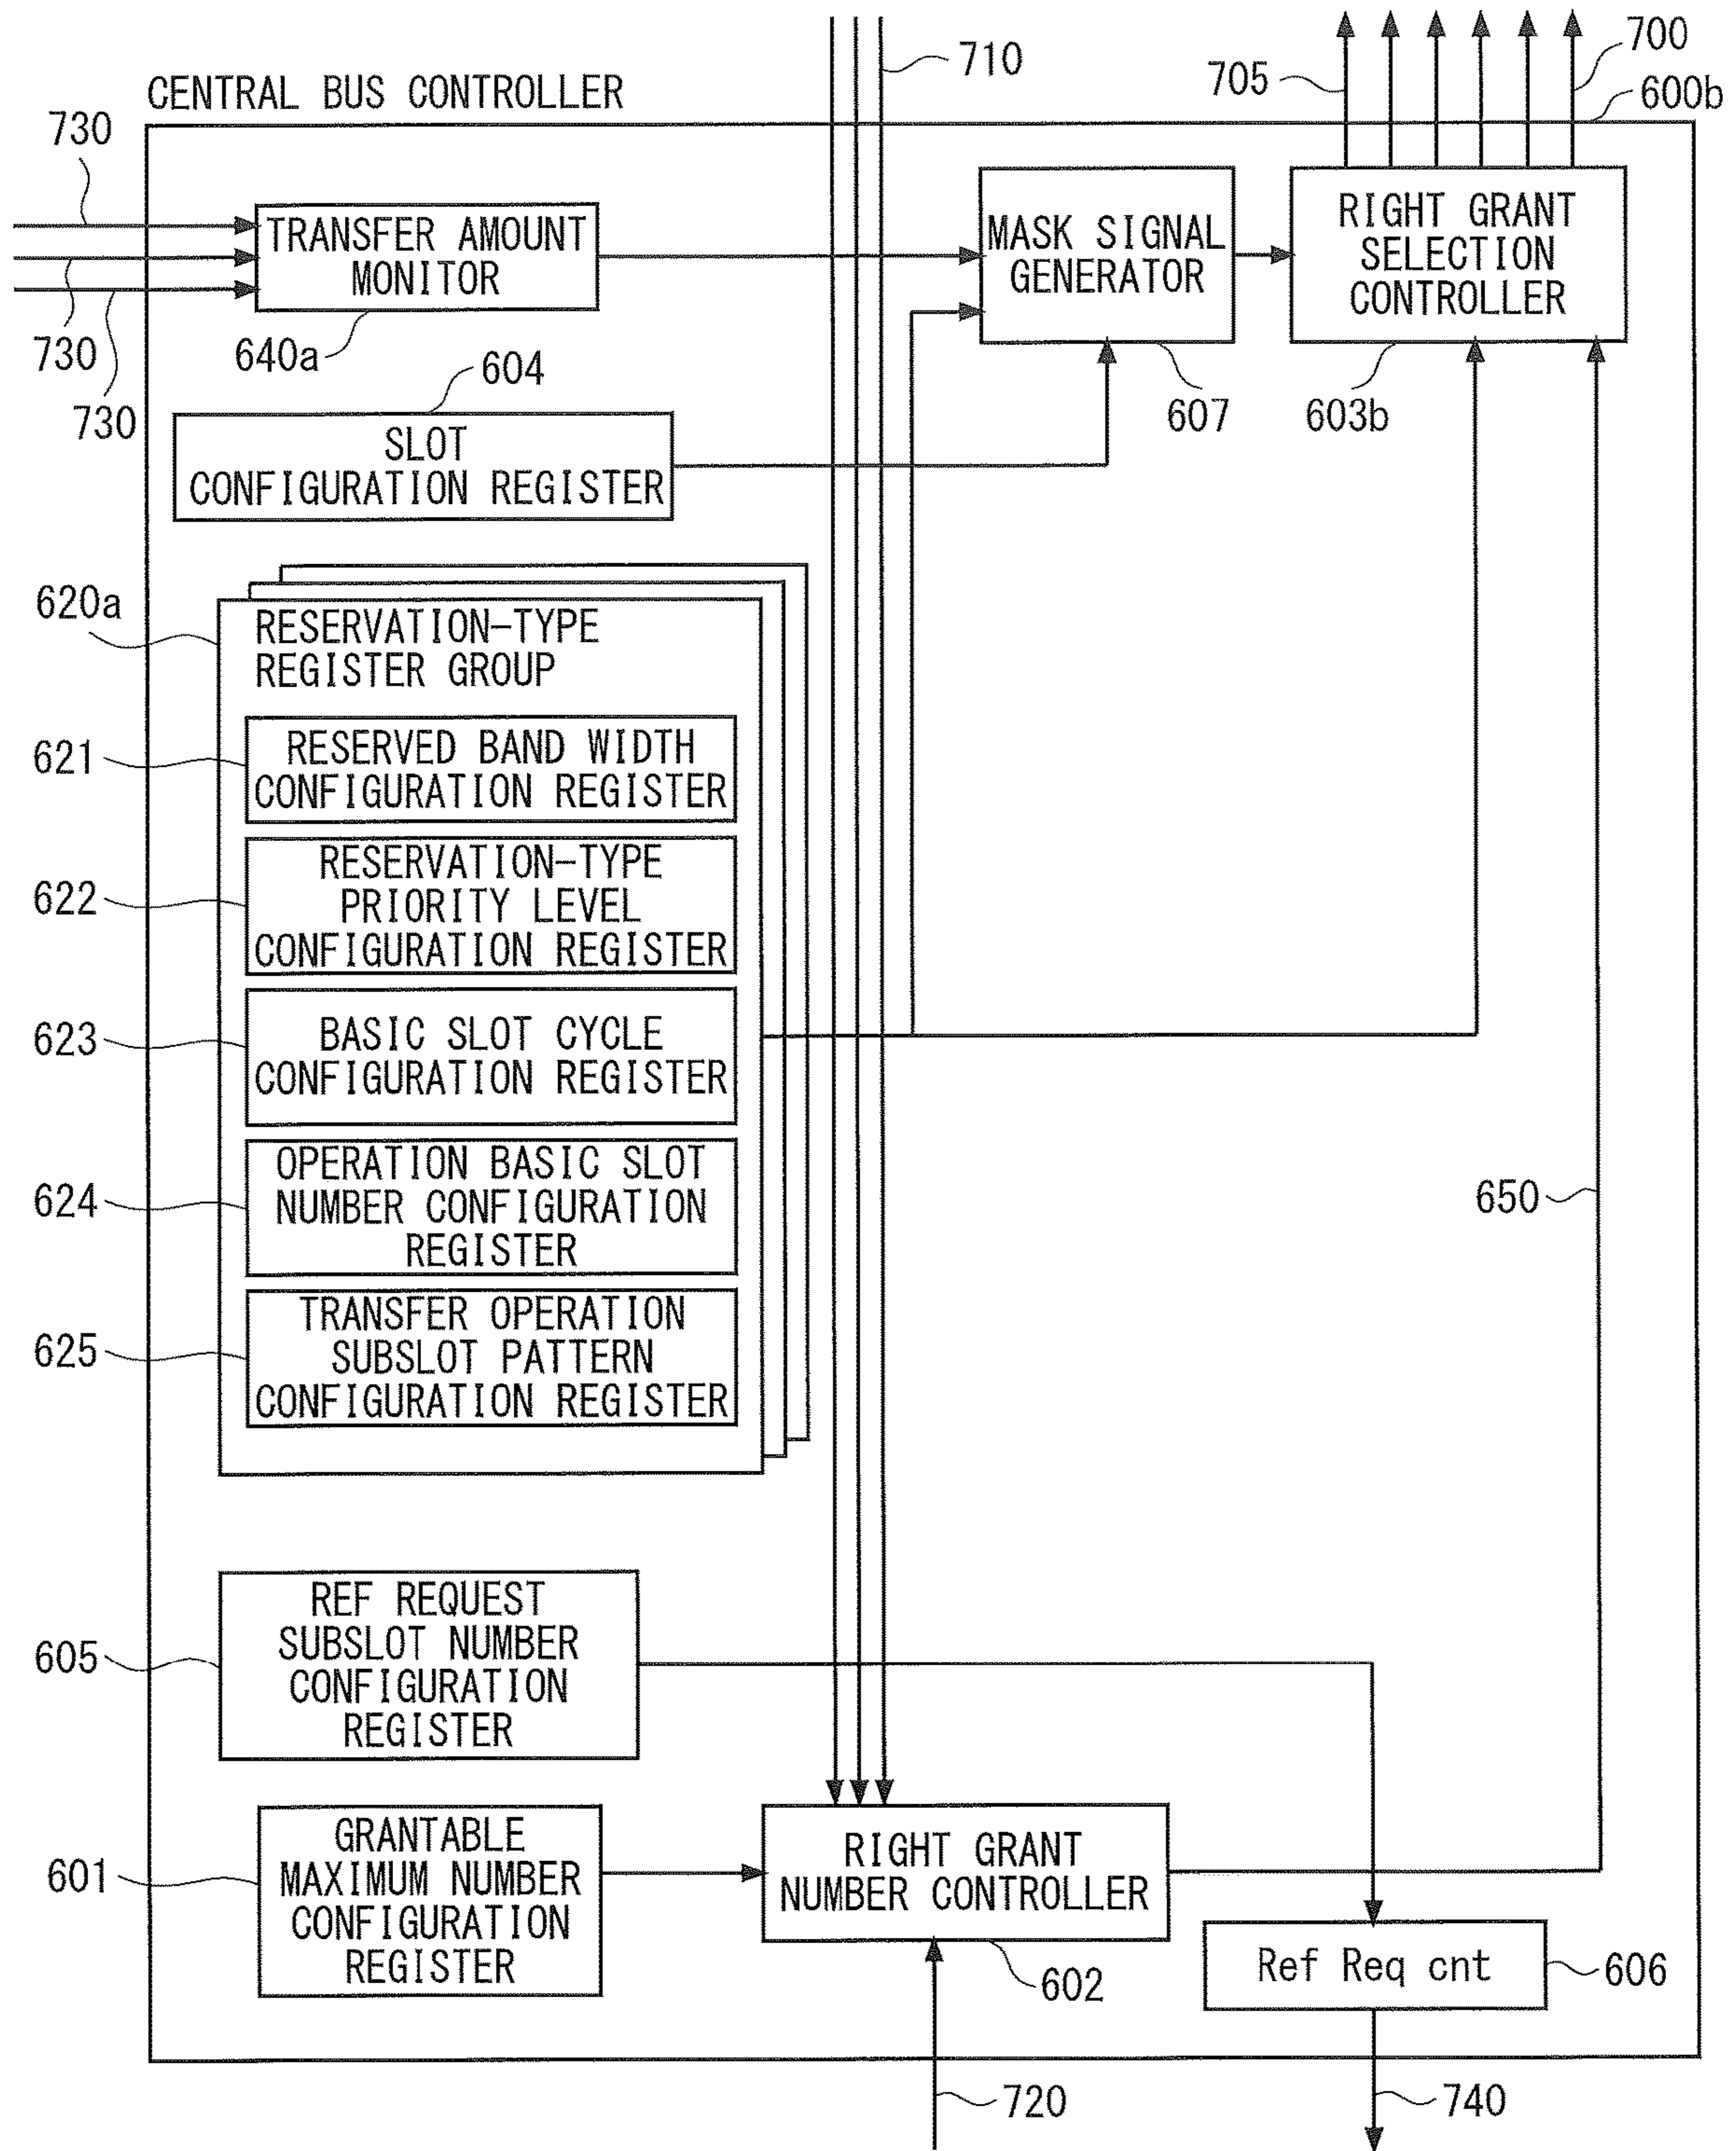 710
705
700
600b
CENTRAL BUS CONTROLLER
730
TRANSFER AMOUNT
MONITOR
MASK SIGNAL
GENERATOR
RIGHT GRANT
SELECTION
CONTROLLER
730
730
640a
604
607
603b
SLOT
CONFIGURATION REGISTER
620a
RESERVATION-TYPE
REGISTER GROUP
621
RESERVED BAND WIDTH
CONFIGURATION REGISTER
622
RESERVATION-TYPE
PRIORITY LEVEL
CONFIGURATION REGISTER
623
BASIC SLOT CYCLE
CONFIGURATION REGISTER
624
OPERATION BASIC SLOT
NUMBER CONFIGURATION
REGISTER
650
625
TRANSFER OPERATION
SUBSLOT PATTERN
CONFIGURATION REGISTER
605
REF REQUEST
SUBSLOT NUMBER
CONFIGURATION
REGISTER
601
GRANTABLE
MAXIMUM NUMBER
CONFIGURATION
REGISTER
RIGHT GRANT
NUMBER CONTROLLER
602
Ref Req cnt
606
720
740